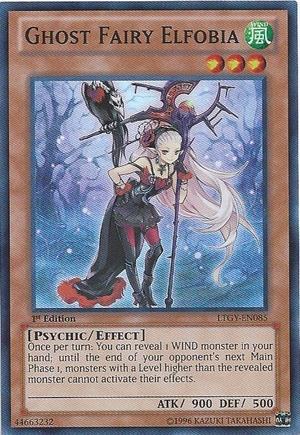 GHOST FAIRY ELFOBIA
WIND
風
1st Edition
LTGY-EN085
[PSYCHIC/EFFECT]
Once per turn: You can reveal 1 WIND monster in your
hand; until the end of your opponent's next Main
Phase 1, monsters with a Level higher than the revealed
monster cannot activate their effects.
ATK/ 900 DEF/ 500
44663232
©1996 KAZUKI TAKAHASHI